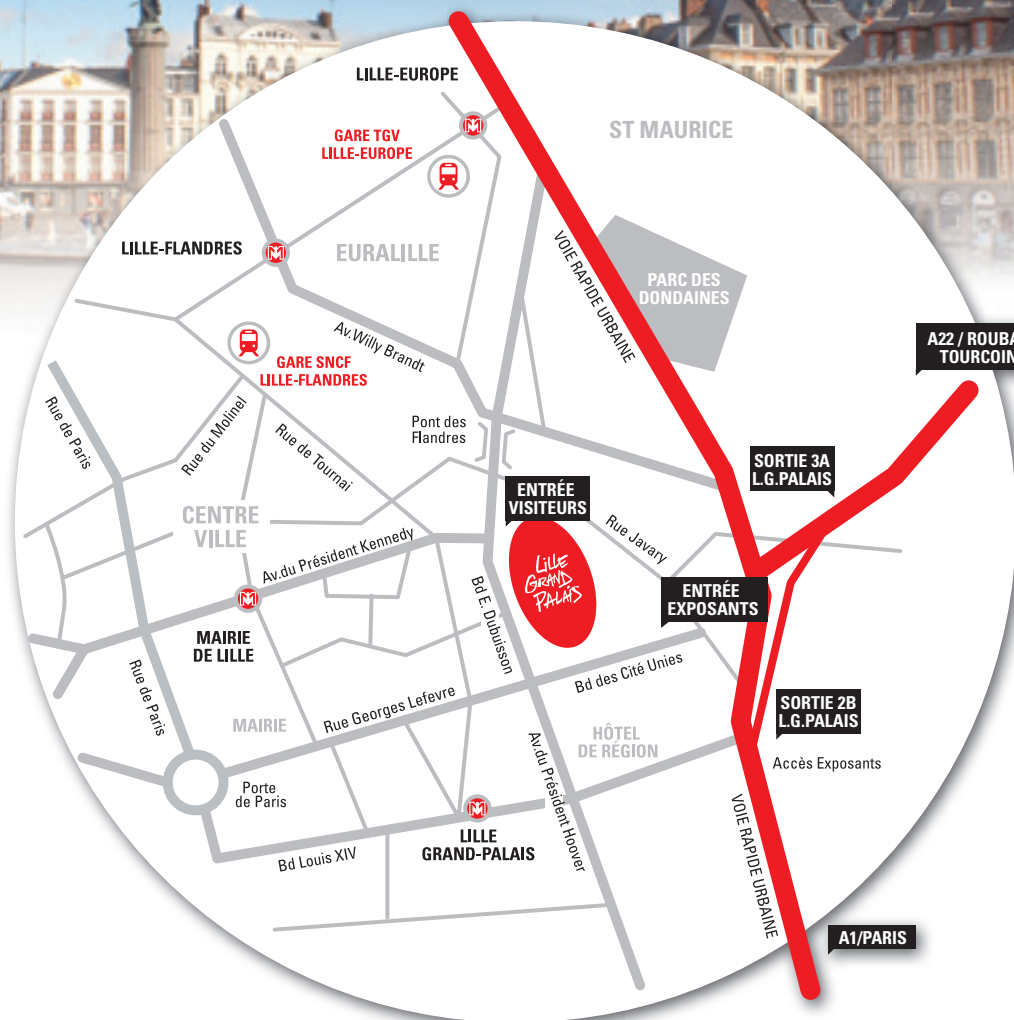 LILLE-EUROPE
GARE TGV
LILLE-EUROPE
ST MAURICE
LILLE-FLANDRES
EURALILLE
VOIE RAPIDE URBAINE
PARC DES
DONDAINES
A22 / ROUBA
TOURCOIN
Av.Willy Brandt
GARE SNCF
LILLE-FLANDRES
Rue de Paris
Rue du Molinel
Rue de Tournai
Pont des
Flandres
SORTIE 3A
L.G.PALAIS
ENTRÉE
VISITEURS
CENTRE
VILLE
Rue Javary
Av.du Président Kennedy
LILLE
GRAND
PALAIS
Bd E. Dubuisson
ENTRÉE
EXPOSANTS
MAIRIE
DE LILLE
Rue de Paris
Bd des Cité Unies
Rue Georges Lefevre
MAIRIE
HÔTEL
DE RÉGION
SORTIE 2B
L.G.PALAIS
Accès Exposants
Porte
de Paris
Av.du Président Hoover
LILLE
GRAND-PALAIS
Bd Louis XIV
VOIE RAPIDE URBAINE
A1/PARIS